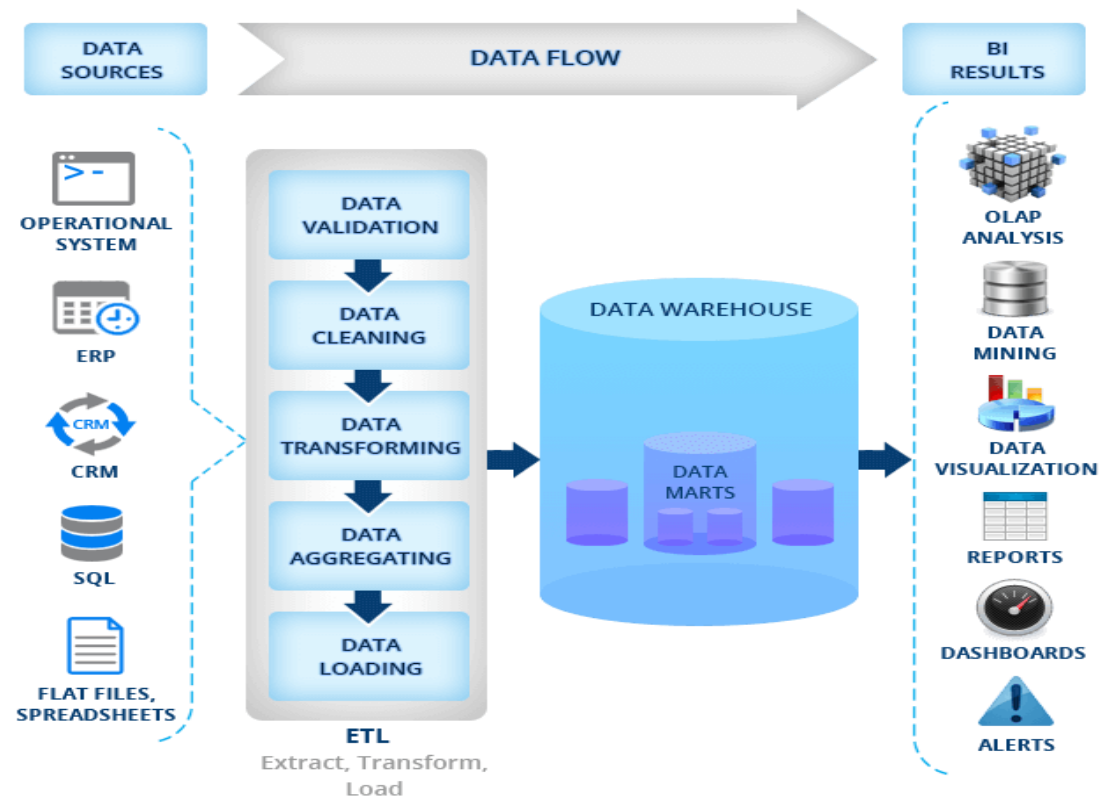 DATA
SOURCES
DATA FLOW
BI
RESULTS
>-
OPERATIONAL
SYSTEM
ERP
CRM
CRM
SQL
FLAT FILES,
SPREADSHEETS
DATA
VALIDATION
DATA
CLEANING
DATA
TRANSFORMING
DATA
AGGREGATING
DATA
LOADING
ETL
Extract, Transform,
Load
DATA WAREHOUSE
DATA
MARTS
OLAP
ANALYSIS
DATA
MINING
DATA
VISUALIZATION
REPORTS
DASHBOARDS
!
ALERTS